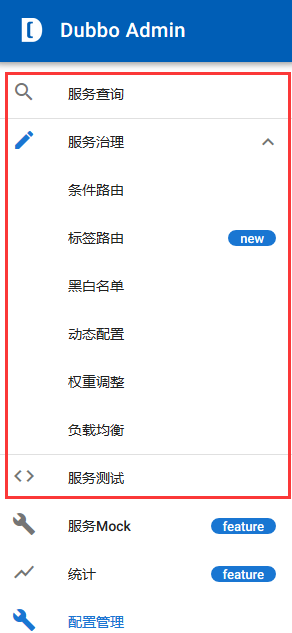 Dubbo Admin
服务查询
服务治理
条件路由
标签路由 new
黑白名单
动态配置
权重调整
负载均衡
服务测试
服务Mock feature
统计 feature
配置管理